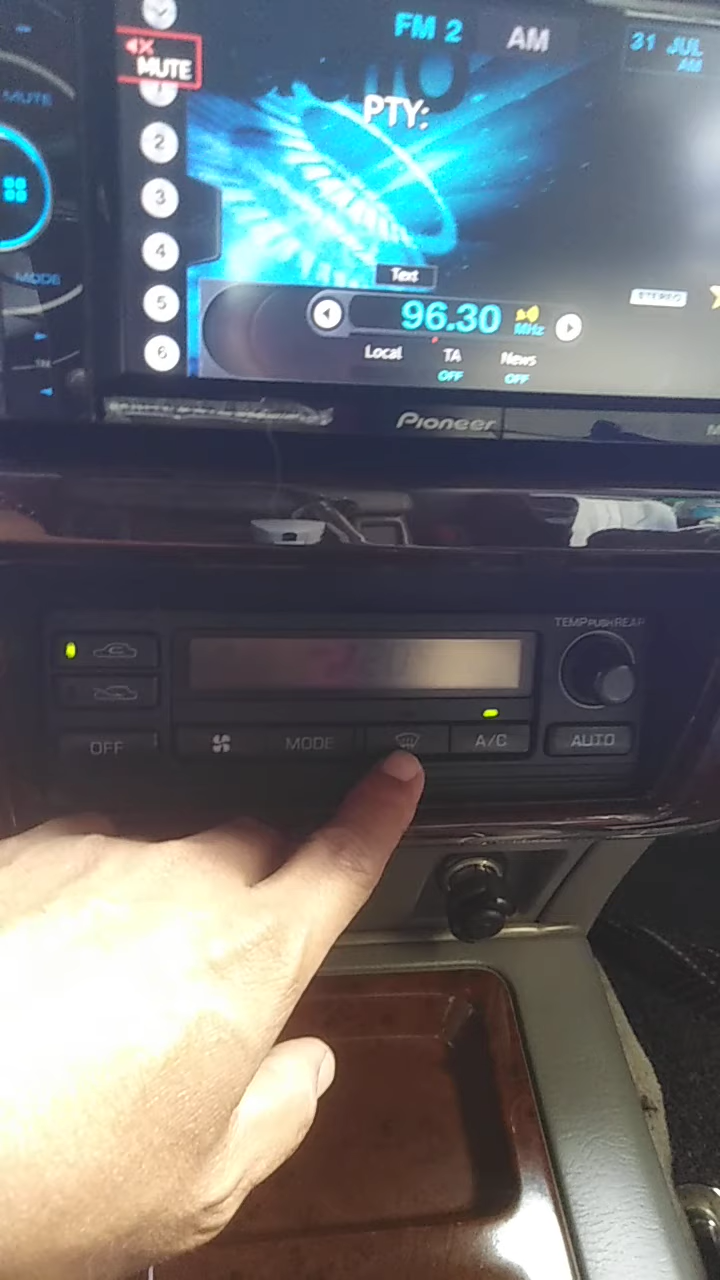 FM 2
AM
31 JUL
AM
MUTE
MUTE
PTY:
2
3
4
5
6
MODE
Text
96.30
MHz
STEREO
Local
TA
News
OFF
OFF
Pioneer
TEMP PUSH REAR
OFF
MODE
A/C
AUTO